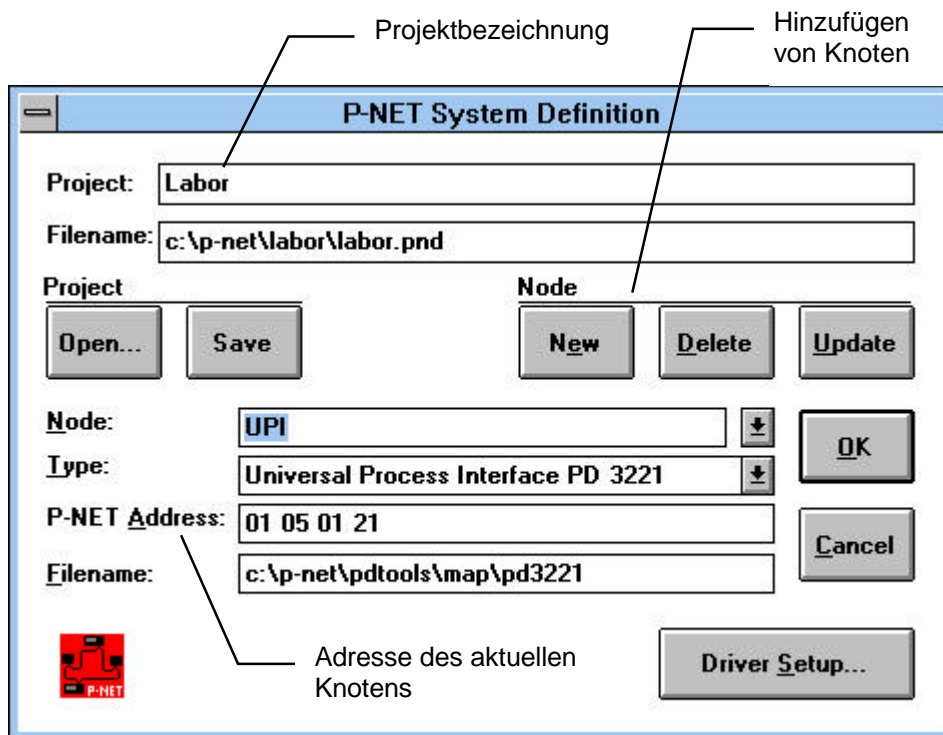 Projektbezeichnung
Hinzufügen
von Knoten
P-NET System Definition
Project: Labor
Filename: c:\p-net\labor\labor.pnd
Project
Node
Open... Save New Delete Update
Node: UPI
OK
Type: Universal Process Interface PD 3221
P-NET Address: 01 05 01 21
Cancel
Filename: c:\p-net\pdtools\map\pd3221
P-NET
Adresse des aktuellen
Knotens
Driver Setup...